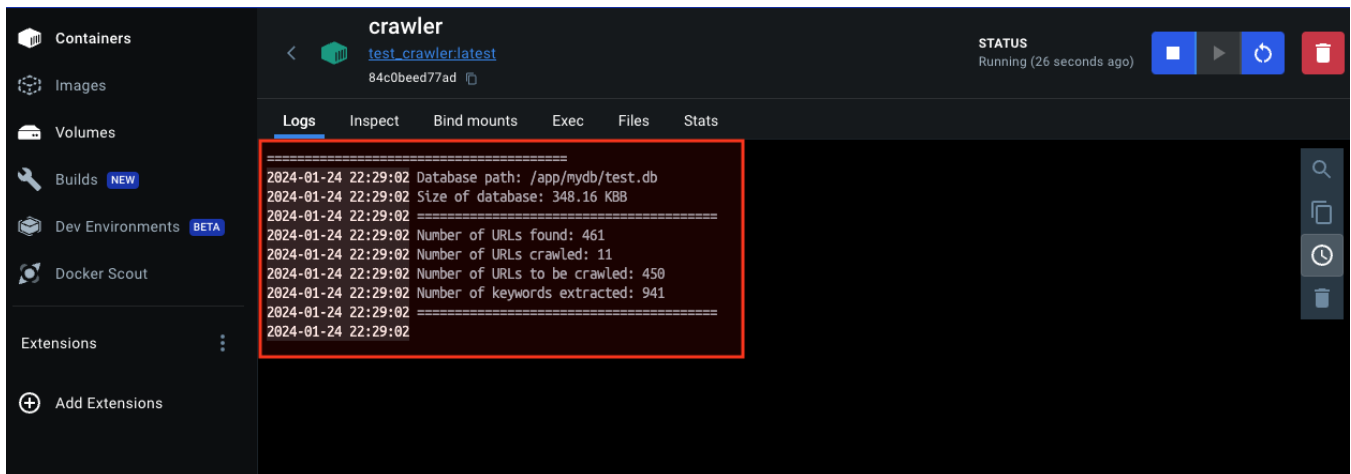 Containers
Images
Volumes
Builds NEW
Dev Environments BETA
Docker Scout
Extensions
Add Extensions
crawler
test_crawler:latest
84c0beed77ad
STATUS
Running (26 seconds ago)
Logs Inspect Bind mounts Exec Files Stats
========================================
2024-01-24 22:29:02 Database path: /app/mydb/test.db
2024-01-24 22:29:02 Size of database: 348.16 KBB
2024-01-24 22:29:02 ========================================
2024-01-24 22:29:02 Number of URLs found: 461
2024-01-24 22:29:02 Number of URLs crawled: 11
2024-01-24 22:29:02 Number of URLs to be crawled: 450
2024-01-24 22:29:02 Number of keywords extracted: 941
2024-01-24 22:29:02 ========================================
2024-01-24 22:29:02